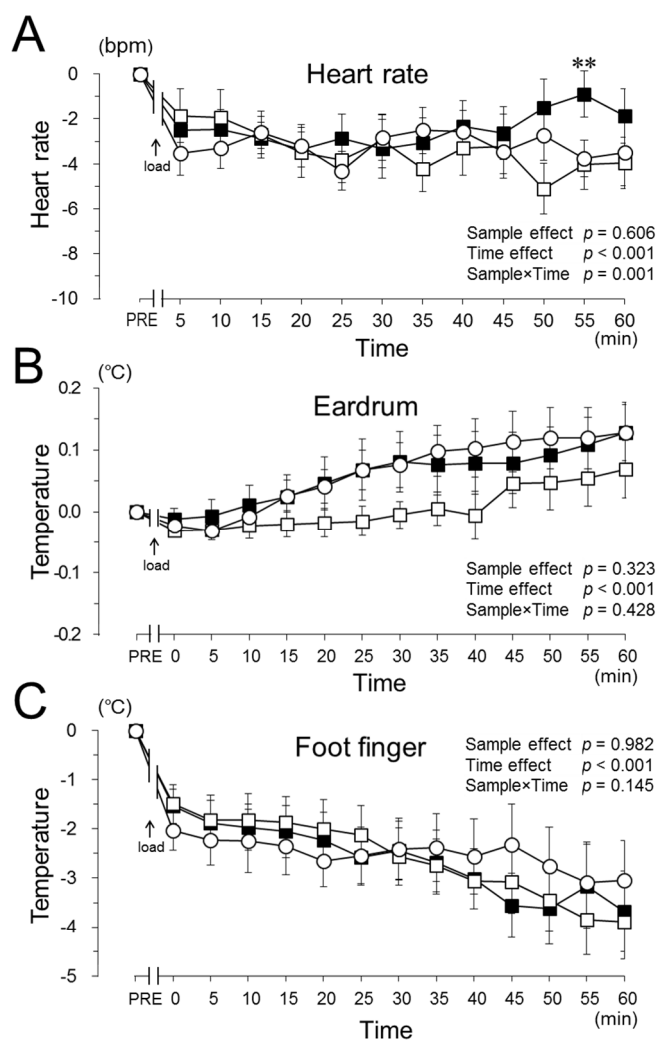 A
(bpm)
Heart rate
**
0
-2
-4
-6
-8
-10
Heart rate
load
Sample effect p = 0.606
Time effect p < 0.001
Sample×Time p = 0.001
PRE 5 10 15 20 25 30 35 40 45 50 55 60
Time
(min)
B
(°C)
Eardrum
0.2
0.1
0.0
-0.1
-0.2
Temperature
load
Sample effect p = 0.323
Time effect p < 0.001
Sample×Time p = 0.428
PRE 0 5 10 15 20 25 30 35 40 45 50 55 60
Time
(min)
C
(°C)
Foot finger
0
-1
-2
-3
-4
-5
Temperature
load
Sample effect p = 0.982
Time effect p < 0.001
Sample×Time p = 0.145
PRE 0 5 10 15 20 25 30 35 40 45 50 55 60
Time
(min)